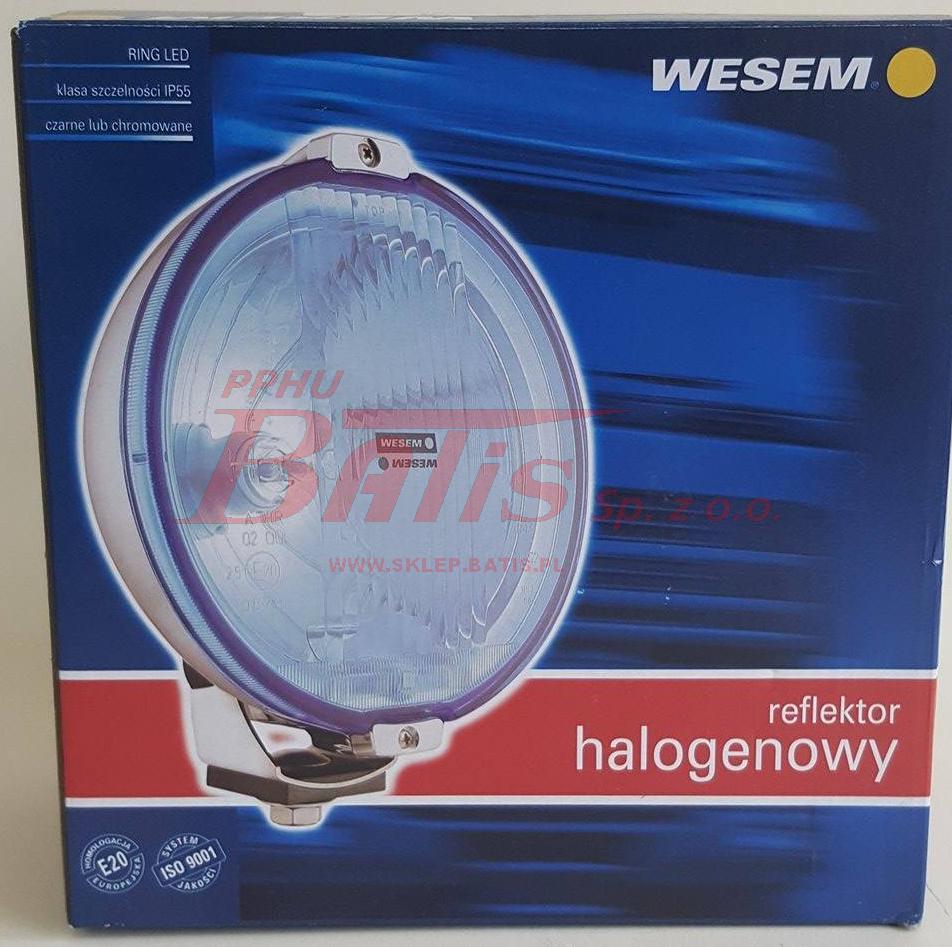 RING LED
klasa szczelności IP55
czarne lub chromowane
WESEM®
TOP
PPHU
BATis Sp. z o.o.
WESEM
WESEM
WWW.SKLEP.BATIS.PL
reflektor
halogenowy
HOMOLOGACJA
E20
EUROPEJSKA
SYSTEM
ISO 9001
JAKOŚCI